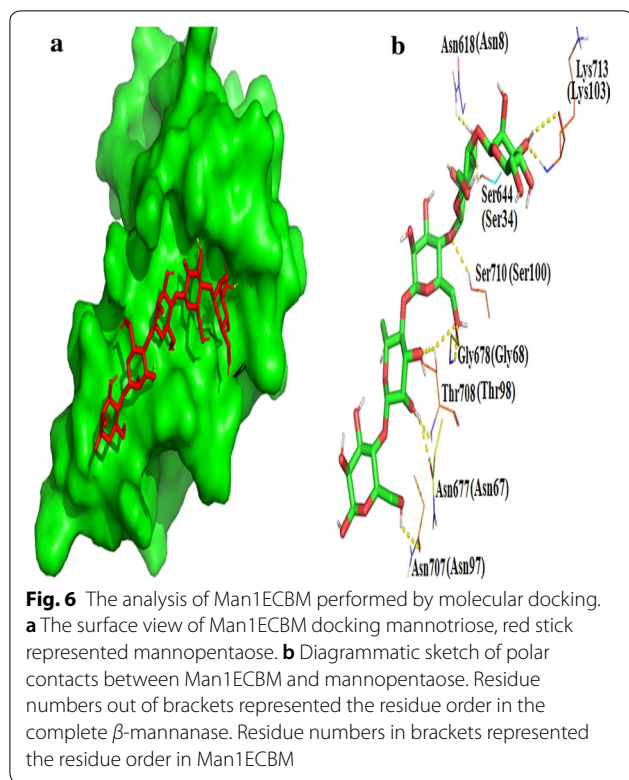 a
b
Asn618(Asn8)
Lys713
(Lys103)
Ser644
(Ser34)
Ser710 (Ser100)
Gly678(Gly68)
Thr708(Thr98)
Asn677(Asn67)
Asn707(Asn97)
Fig. 6 The analysis of Man1ECBM performed by molecular docking.
a The surface view of Man1ECBM docking mannotriose, red stick
represented mannopentaose. b Diagrammatic sketch of polar
contacts between Man1ECBM and mannopentaose. Residue
numbers out of brackets represented the residue order in the
complete β-mannanase. Residue numbers in brackets represented
the residue order in Man1ECBM